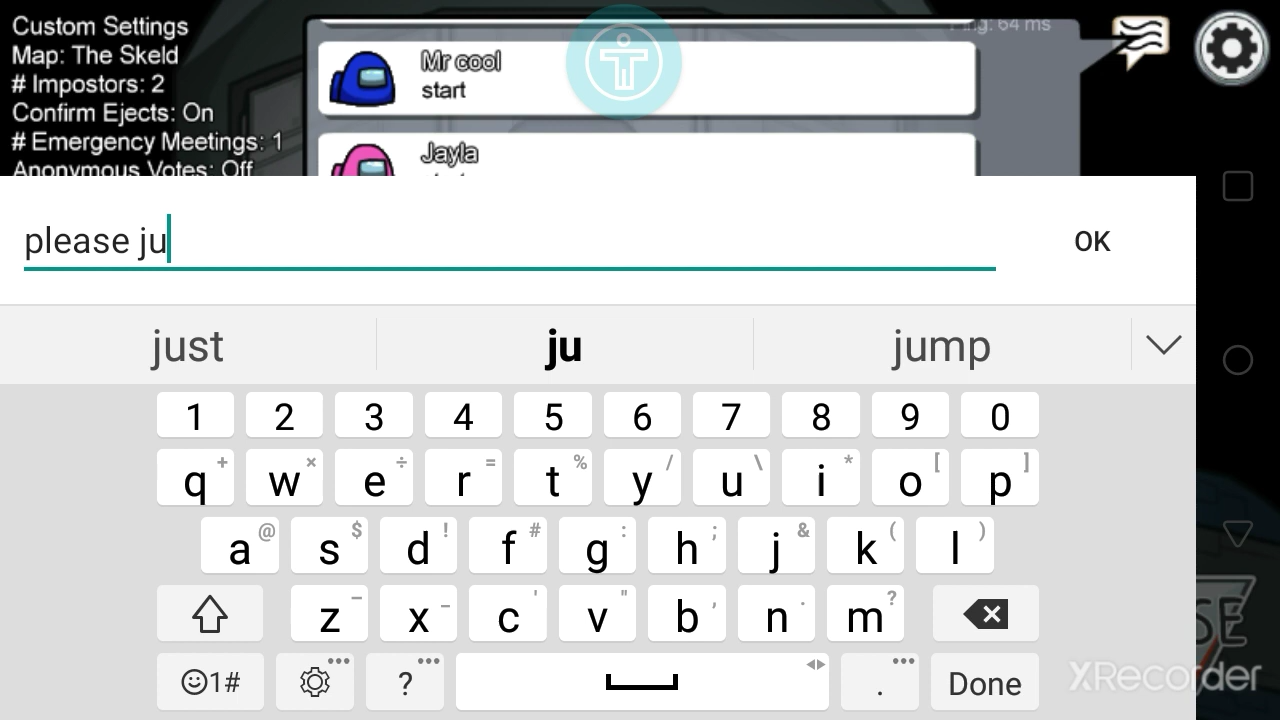 Custom Settings
Map: The Skeld
# Impostors: 2
Confirm Ejects: On
# Emergency Meetings: 1
Anonymous Votes: Off
Ping: 64 ms
Mr cool
start
Jayla
please ju
OK
just ju jump
1 2 3 4 5 6 7 8 9 0
q + w × e ÷ r = t % y / u \ i * o [ p ]
a @ s $ d ! f # g : h ; j & k ( l )
z – x _ c ' v " b , n . m ?
1# ? . Done
XRecorder